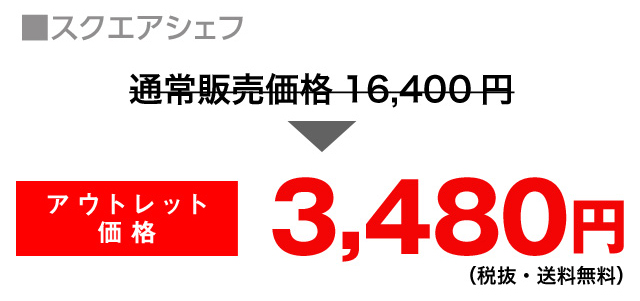 ■スクエアシェフ
通常販売価格 16,400 円
アウトレット
価格
3,480円
（税抜・送料無料）